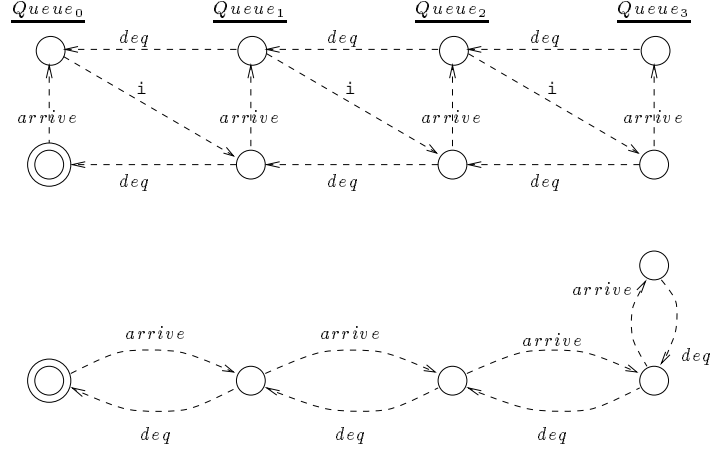 Queue₀ Queue₁ Queue₂ Queue₃
deq deq deq
i i i
arrive arrive arrive arrive
deq deq deq
arrive
arrive arrive arrive
deq
deq deq deq